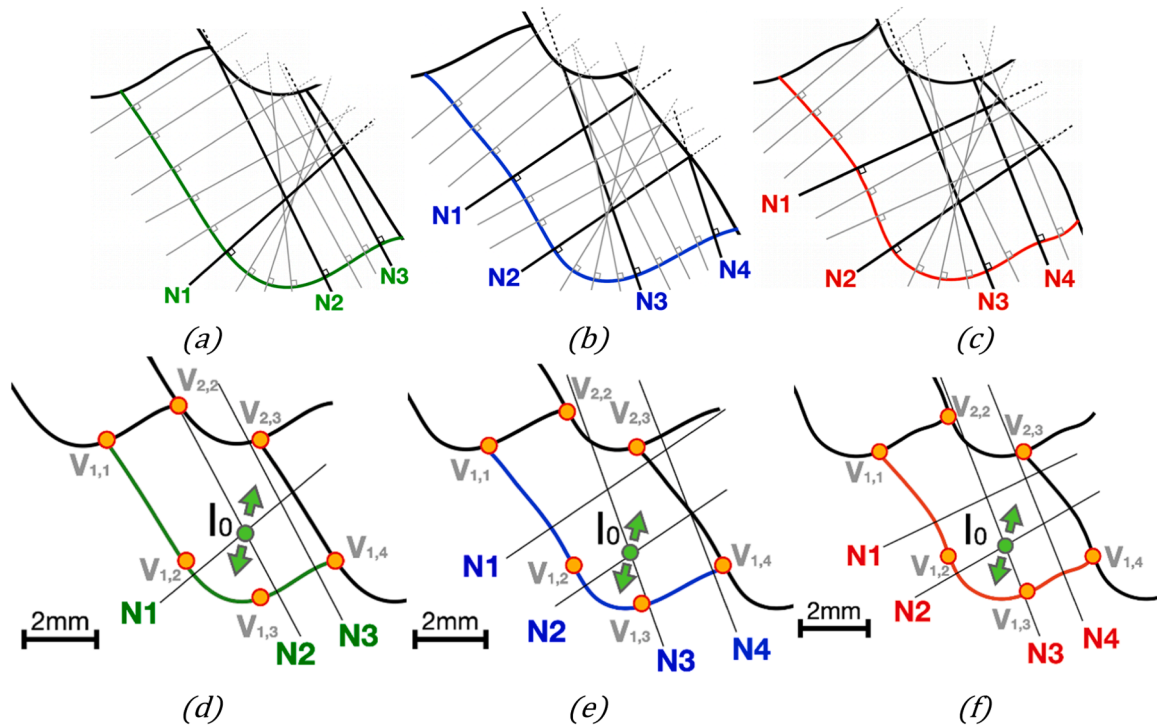 N1
N2
N3
(a)
N1
N2
N3
N4
(b)
N1
N2
N3
N4
(c)
V2,2
V2,3
V1,1
I0
V1,2
V1,4
N1
V1,3
N2
N3
2mm
(d)
V2,2
V2,3
V1,1
I0
N1
V1,2
V1,4
N2
V1,3
N3
N4
2mm
(e)
V2,2
V2,3
V1,1
I0
N1
V1,2
V1,4
N2
V1,3
N3
N4
2mm
(f)